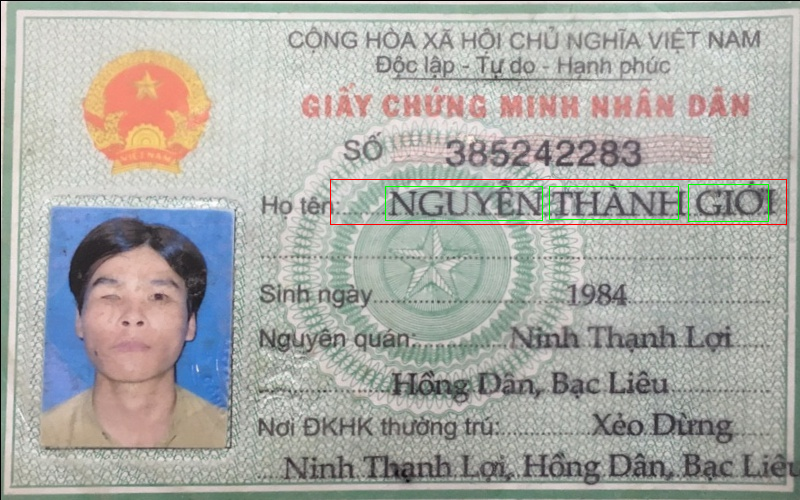 CỘNG HÒA XÃ HỘI CHỦ NGHĨA VIỆT NAM
Độc lập - Tự do - Hạnh phúc
GIẤY CHỨNG MINH NHÂN DÂN
SỐ 385242283
Họ tên: NGUYỄN THÀNH GIỚI
Sinh ngày 1984
Nguyên quán: Ninh Thạnh Lợi
Hồng Dân, Bạc Liêu
Nơi ĐKHK thường trú: Xẻo Dừng
Ninh Thạnh Lợi, Hồng Dân, Bạc Liêu
VIET NAM